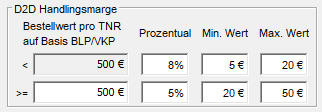 D2D Handlingsmarge
Bestellwert pro TNR
auf Basis BLP/VKP
Prozentual
Min. Wert
Max. Wert
< 500 € 8% 5 € 20 €
>= 500 € 5% 20 € 50 €